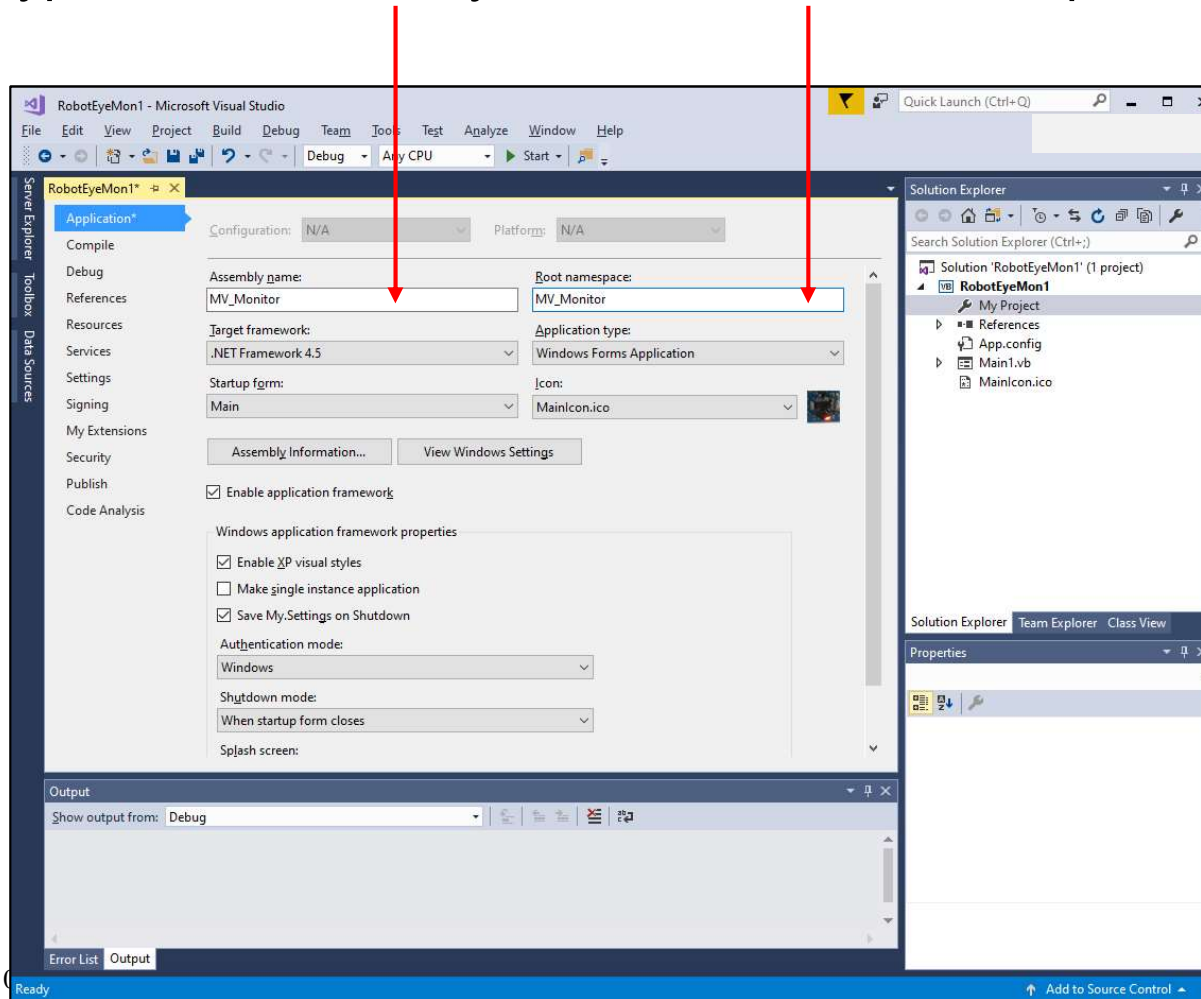 RobotEyeMon1 - Microsoft Visual Studio
Quick Launch (Ctrl+Q)
File Edit View Project Build Debug Team Tools Test Analyze Window Help
Debug Any CPU Start
Server Explorer
Toolbox
Data Sources
RobotEyeMon1*
Application*
Compile
Debug
References
Resources
Services
Settings
Signing
My Extensions
Security
Publish
Code Analysis
Configuration: N/A Platform: N/A
Assembly name: Root namespace:
MV_Monitor MV_Monitor
Target framework: Application type:
.NET Framework 4.5 Windows Forms Application
Startup form: Icon:
Main MainIcon.ico
Assembly Information... View Windows Settings
Enable application framework
Windows application framework properties
Enable XP visual styles
Make single instance application
Save My.Settings on Shutdown
Authentication mode:
Windows
Shutdown mode:
When startup form closes
Splash screen:
Solution Explorer
Search Solution Explorer (Ctrl+;)
Solution 'RobotEyeMon1' (1 project)
VB RobotEyeMon1
My Project
References
App.config
Main1.vb
MainIcon.ico
Solution Explorer Team Explorer Class View
Properties
Output
Show output from: Debug
Error List Output
Ready Add to Source Control